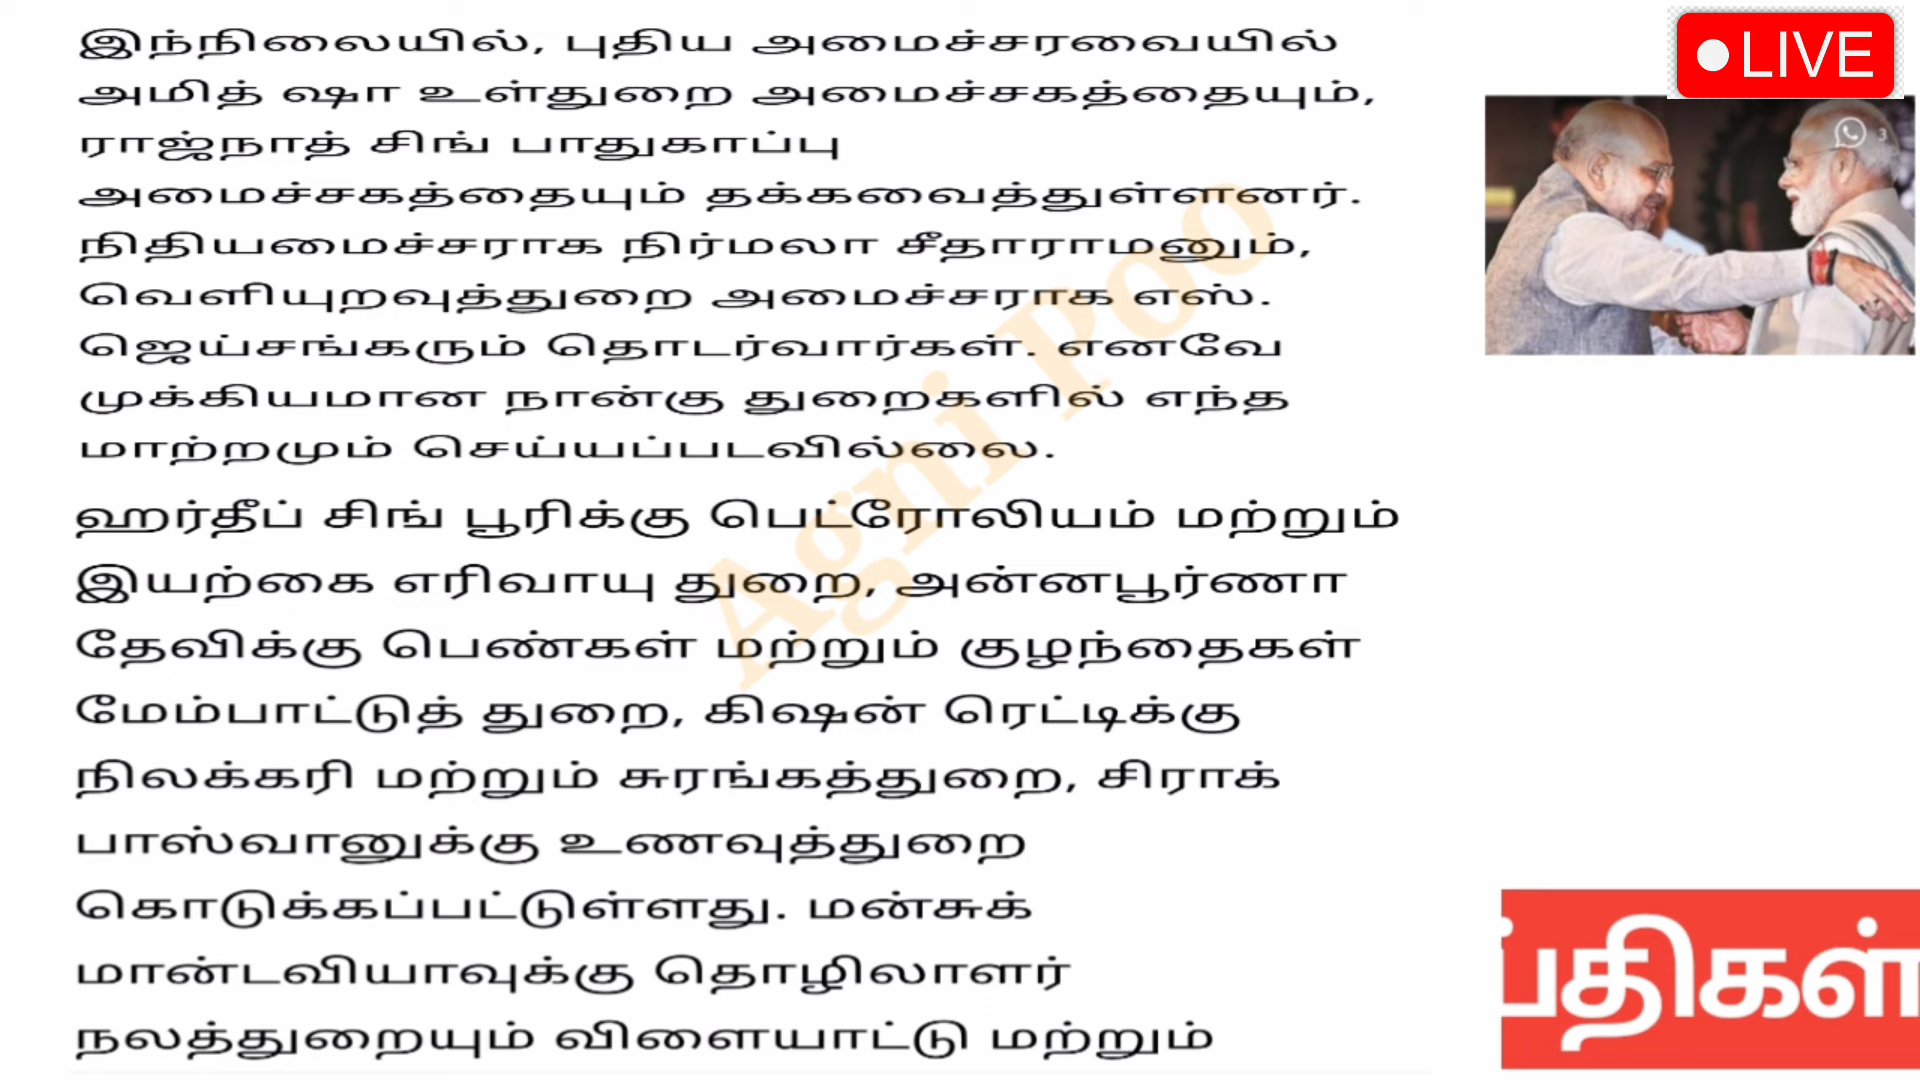 இந்நிலையில், புதிய அமைச்சரவையில்
அமித் ஷா உள்துறை அமைச்சகத்தையும்,
ராஜ்நாத் சிங் பாதுகாப்பு
அமைச்சகத்தையும் தக்கவைத்துள்ளனர்.
நிதியமைச்சராக நிர்மலா சீதாராமனும்,
வெளியுறவுத்துறை அமைச்சராக எஸ்.
ஜெய்சங்கரும் தொடர்வார்கள். எனவே
முக்கியமான நான்கு துறைகளில் எந்த
மாற்றமும் செய்யப்படவில்லை.
ஹர்தீப் சிங் பூரிக்கு பெட்ரோலியம் மற்றும்
இயற்கை எரிவாயு துறை, அன்னபூர்ணா
தேவிக்கு பெண்கள் மற்றும் குழந்தைகள்
மேம்பாட்டுத் துறை, கிஷன் ரெட்டிக்கு
நிலக்கரி மற்றும் சுரங்கத்துறை, சிராக்
பாஸ்வானுக்கு உணவுத்துறை
கொடுக்கப்பட்டுள்ளது. மன்சுக்
மான்டவியாவுக்கு தொழிலாளர்
நலத்துறையும் விளையாட்டு மற்றும்
Agni Poo
LIVE
3